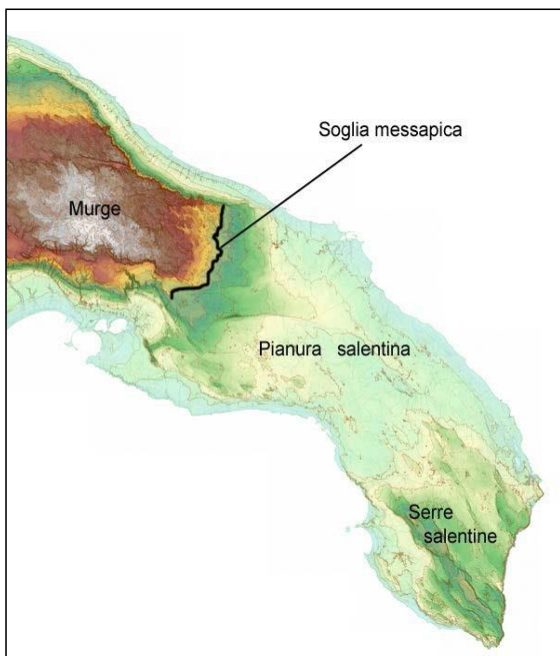 Soglia messapica
Murge
Pianura salentina
Serre
salentine